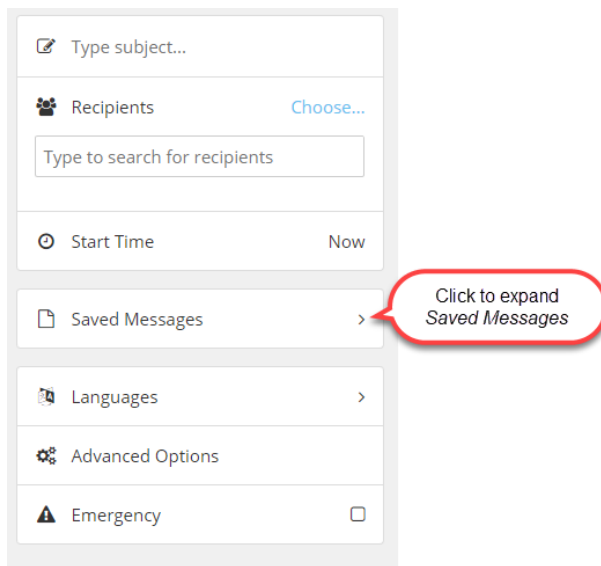 Type subject...
Recipients Choose...
Type to search for recipients
Start Time Now
Saved Messages >
Click to expand
Saved Messages
Languages >
Advanced Options
Emergency